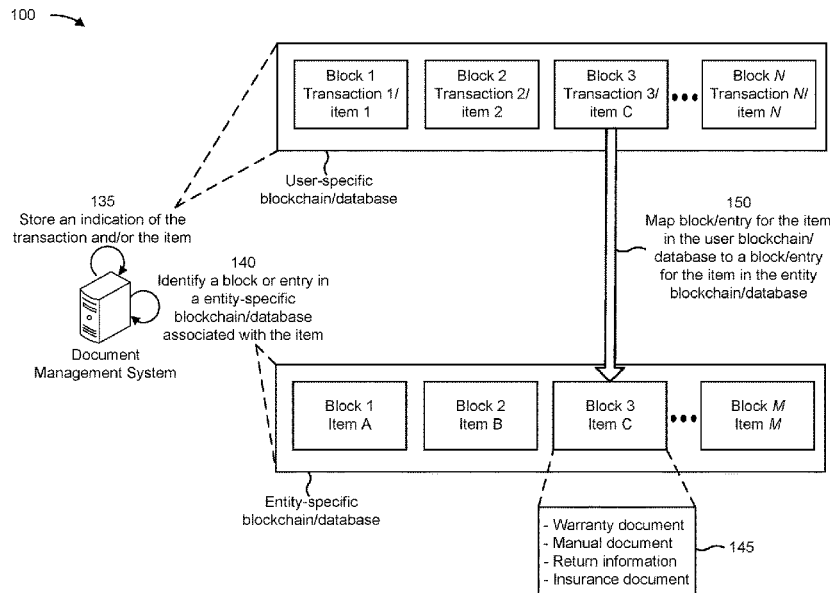 100
Block 1
Transaction 1/
item 1
Block 2
Transaction 2/
item 2
Block 3
Transaction 3/
item C
Block N
Transaction N/
item N
User-specific
blockchain/database
135
Store an indication of the
transaction and/or the item
140
Identify a block or entry in
a entity-specific
blockchain/database
associated with the item
Document
Management System
150
Map block/entry for the item
in the user blockchain/
database to a block/entry
for the item in the entity
blockchain/database
Block 1
Item A
Block 2
Item B
Block 3
Item C
Block M
Item M
Entity-specific
blockchain/database
- Warranty document
- Manual document
- Return information
- Insurance document
145